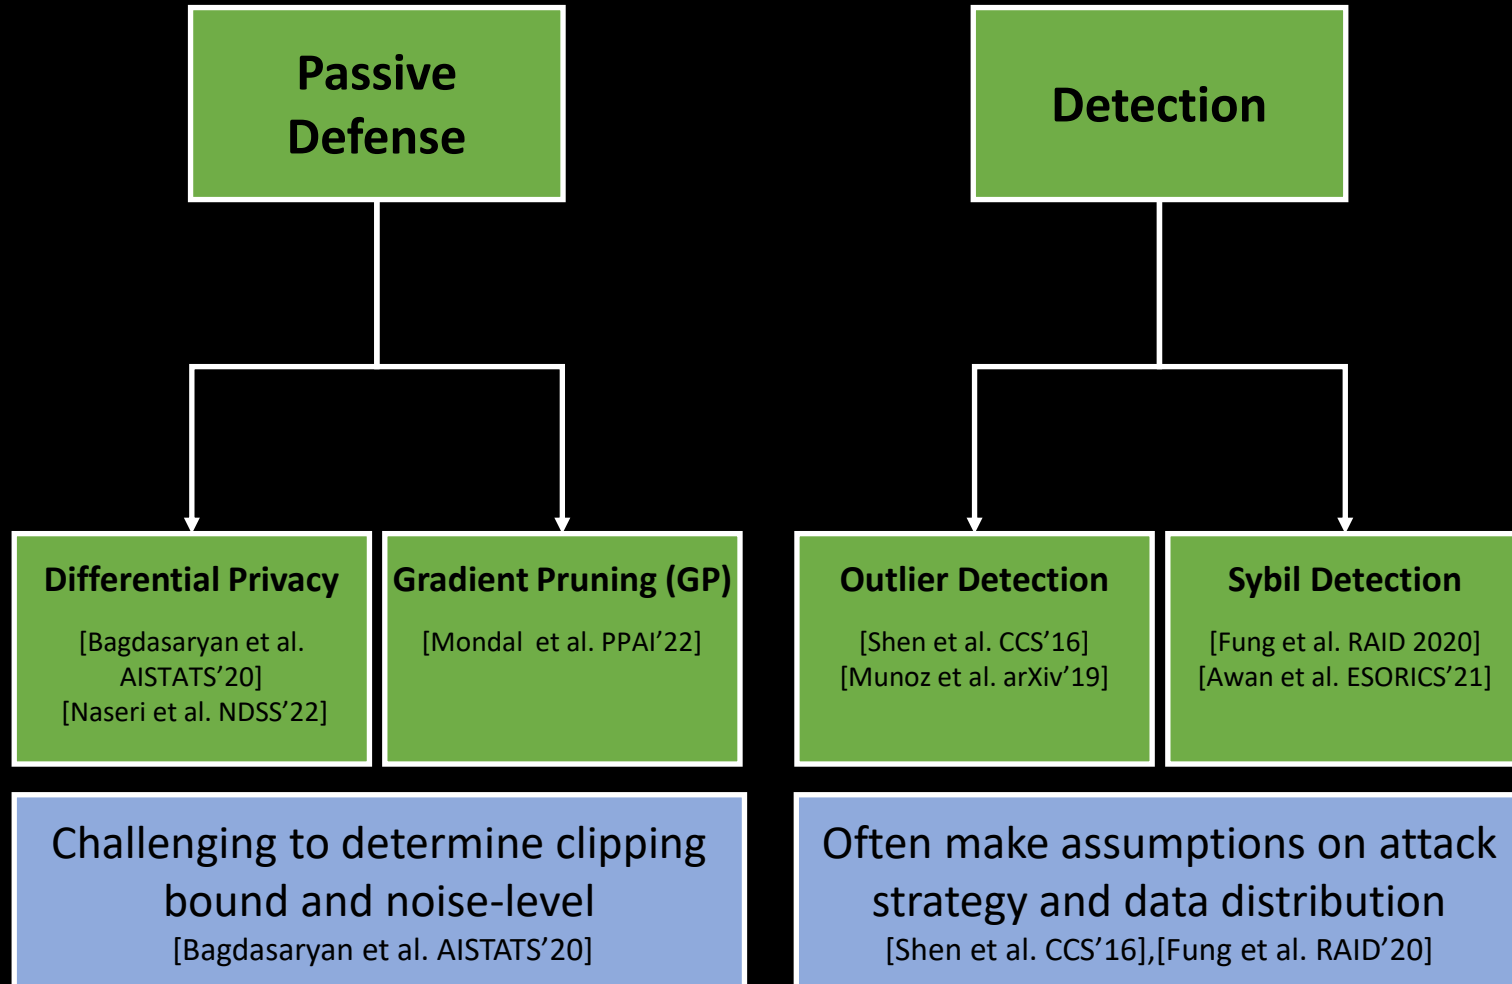 Passive
Defense
Detection
Differential Privacy
[Bagdasaryan et al.
AISTATS’20]
[Naseri et al. NDSS’22]
Gradient Pruning (GP)
[Mondal  et al. PPAI’22]
Outlier Detection
[Shen et al. CCS’16]
[Munoz et al. arXiv’19]
Sybil Detection
[Fung et al. RAID 2020]
[Awan et al. ESORICS’21]
Challenging to determine clipping
bound and noise-level
[Bagdasaryan et al. AISTATS’20]
Often make assumptions on attack
strategy and data distribution
[Shen et al. CCS’16],[Fung et al. RAID’20]